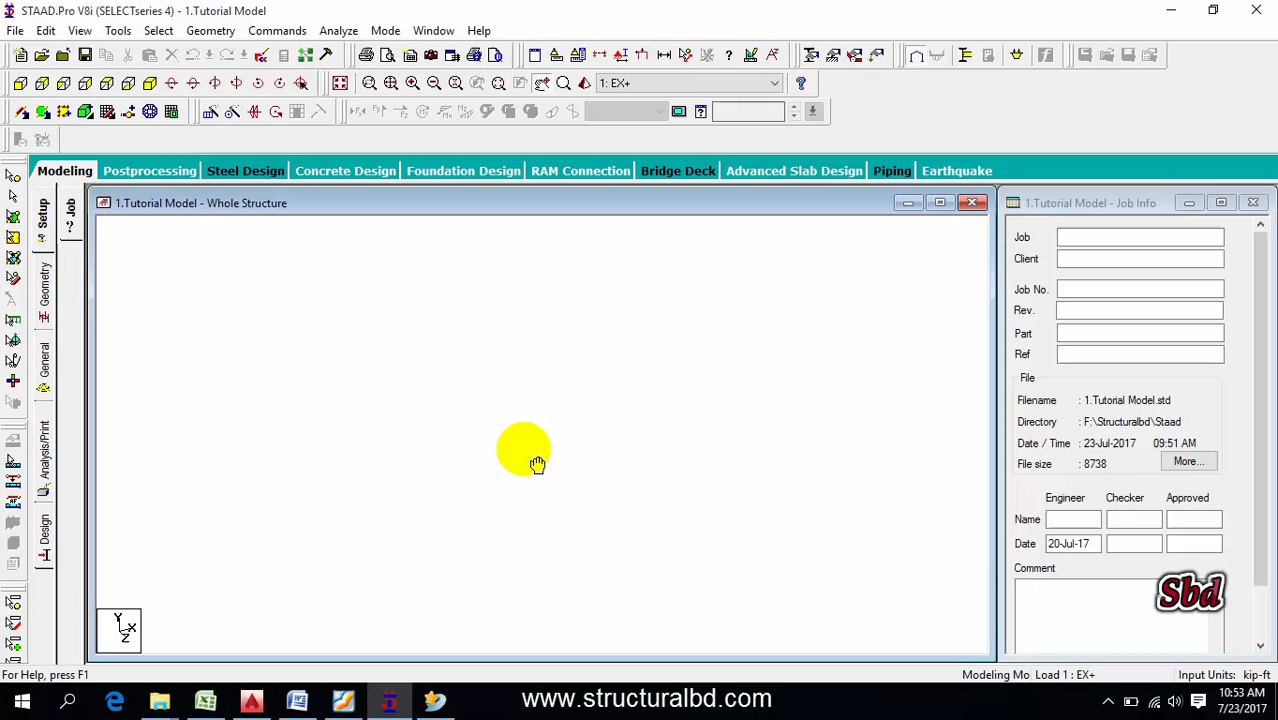 STAAD.Pro V8i (SELECTseries 4) - 1.Tutorial Model
File Edit View Tools Select Geometry Commands Analyze Mode Window Help
1: EX+
Modeling Postprocessing Steel Design Concrete Design Foundation Design RAM Connection Bridge Deck Advanced Slab Design Piping Earthquake
Setup
Geometry
General
Analysis/Print
Design
Job
1.Tutorial Model - Whole Structure
Y
X
Z
1.Tutorial Model - Job Info
Job
Client
Job No.
Rev.
Part
Ref
File
Filename : 1.Tutorial Model.std
Directory : F:\Structuralbd\Staad
Date / Time : 23-Jul-2017 09:51 AM
File size : 8738 More...
Engineer Checker Approved
Name
Date 20-Jul-17
Comment
Sbd
For Help, press F1
Modeling Mo Load 1 : EX+ Input Units: kip-ft
www.structuralbd.com
10:53 AM
7/23/2017